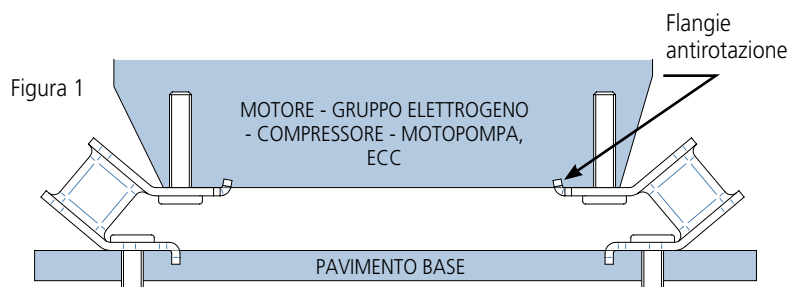 Flangie
antirotazione
Figura 1
MOTORE - GRUPPO ELETTROGENO
- COMPRESSORE - MOTOPOMPA,
ECC
PAVIMENTO BASE